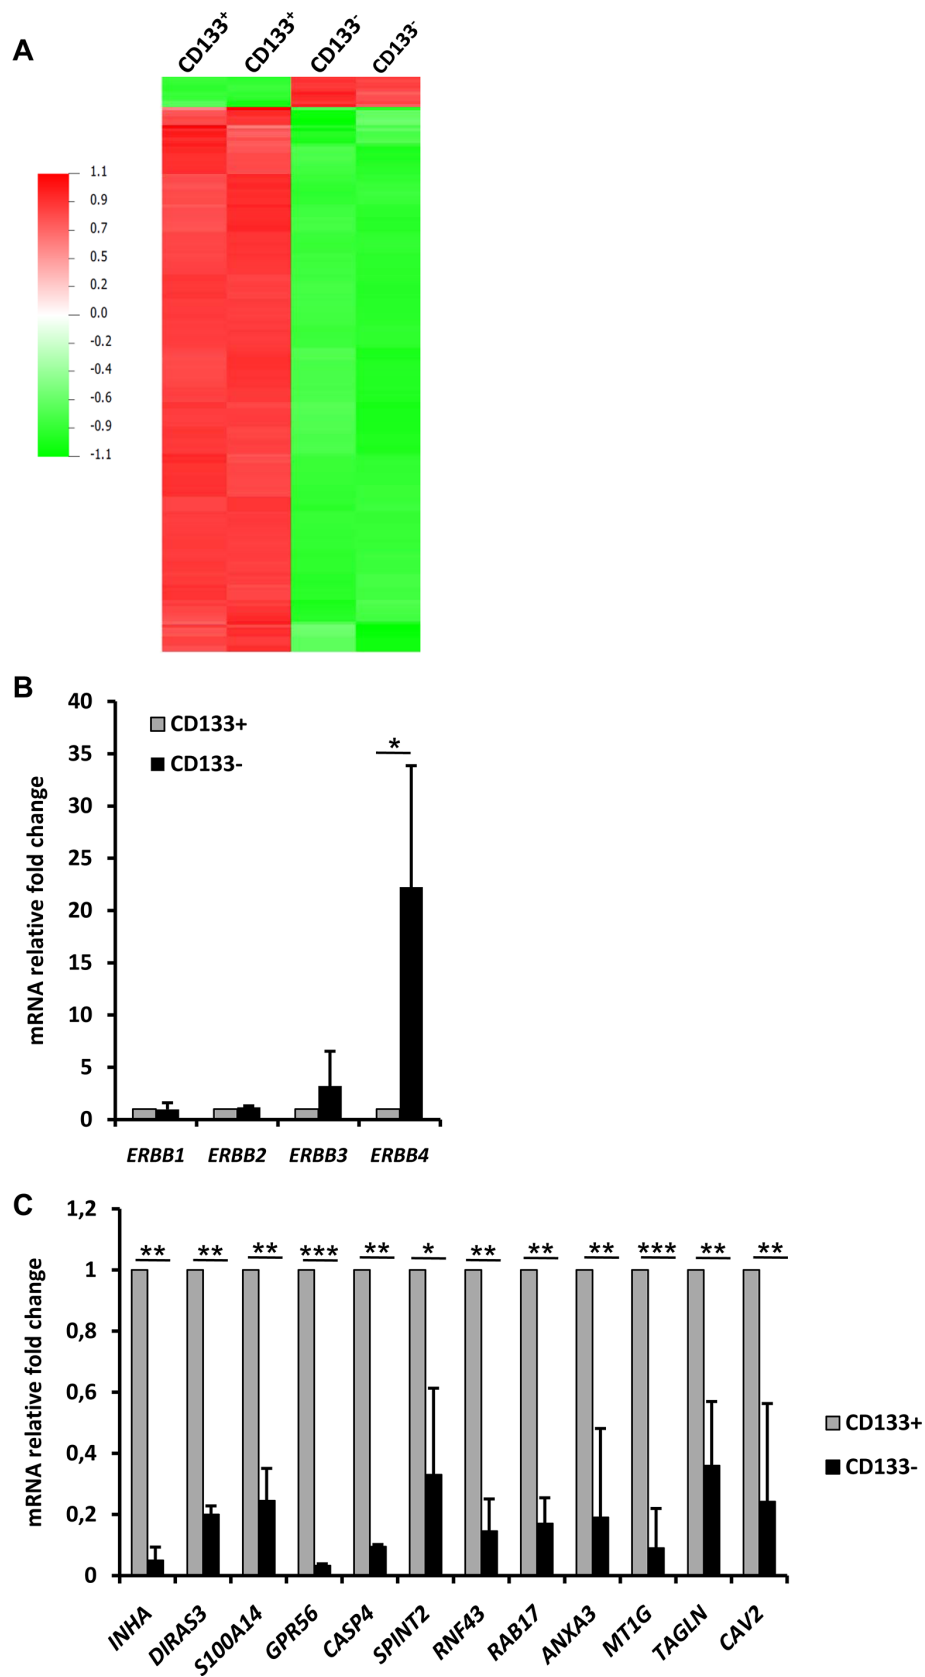 A
CD133+ CD133+ CD133- CD133-
1.1
0.9
0.7
0.5
0.2
0.0
-0.2
-0.4
-0.6
-0.9
-1.1
B
mRNA relative fold change
40
35
30
25
20
15
10
5
0
CD133+
CD133-
*
ERBB1 ERBB2 ERBB3 ERBB4
C
mRNA relative fold change
1,2
1
0,8
0,6
0,4
0,2
0
** ** ** *** ** * ** ** ** *** ** **
CD133+
CD133-
INHA DIRAS3 S100A14 GPR56 CASP4 SPINT2 RNF43 RAB17 ANXA3 MT1G TAGLN CAV2